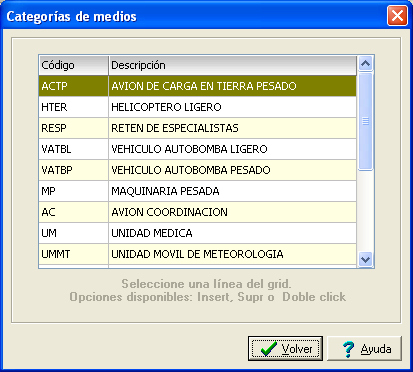 Categorías de medios
Código Descripción
ACTP AVION DE CARGA EN TIERRA PESADO
HTER HELICOPTERO LIGERO
RESP RETEN DE ESPECIALISTAS
VATBL VEHICULO AUTOBOMBA LIGERO
VATBP VEHICULO AUTOBOMBA PESADO
MP MAQUINARIA PESADA
AC AVION COORDINACION
UM UNIDAD MEDICA
UMMT UNIDAD MOVIL DE METEOROLOGIA
Seleccione una línea del grid.
Opciones disponibles: Insert, Supr o Doble click
Volver
Ayuda